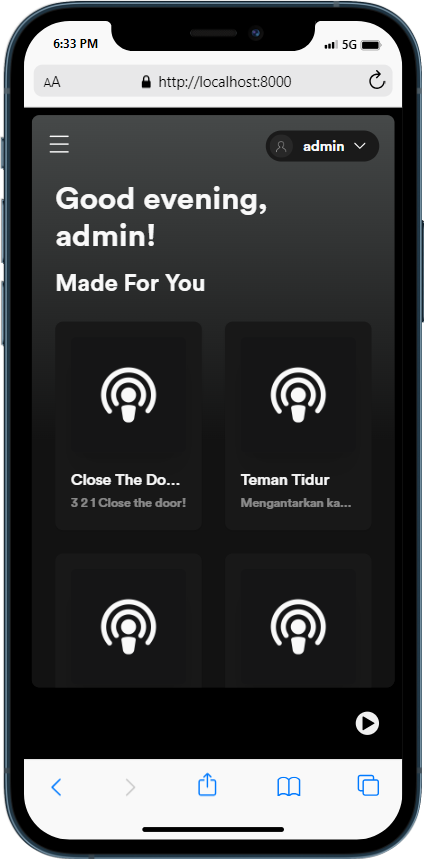 6:33 PM
5G
AA
http://localhost:8000
admin
Good evening,
admin!
Made For You
Close The Do...
Teman Tidur
3 2 1 Close the door!
Mengantarkan ka...